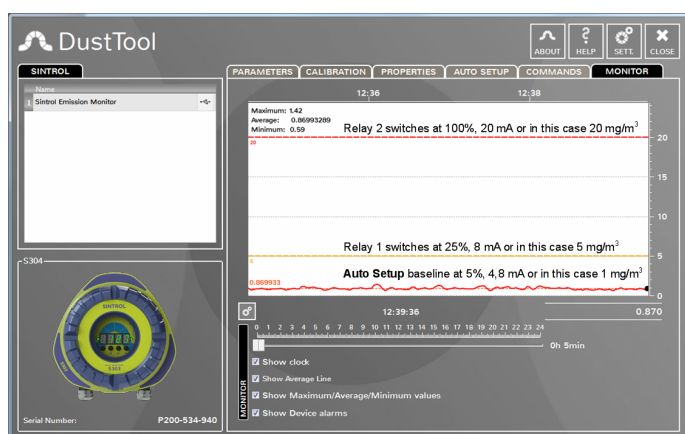 DustTool
ABOUT
HELP
SETT.
CLOSE
SINTROL
PARAMETERS
CALIBRATION
PROPERTIES
AUTO SETUP
COMMANDS
MONITOR
Name
1 Sintrol Emission Monitor
12:36 12:38
Maximum: 1.42
Average: 0.86993289
Minimum: 0.59
Relay 2 switches at 100%, 20 mA or in this case 20 mg/m³
20
20
15
10
Relay 1 switches at 25%, 8 mA or in this case 5 mg/m³
5
Auto Setup baseline at 5%, 4,8 mA or in this case 1 mg/m³
0.869933
0
12:39:36 0.870
0 1 2 3 4 5 6 7 8 9 10 11 12 13 14 15 16 17 18 19 20 21 22 23 24
0h 5min
MONITOR
Show clock
Show Average Line
Show Maximum/Average/Minimum values
Show Device alarms
S304
SINTROL
S303
Serial Number: P200-534-940